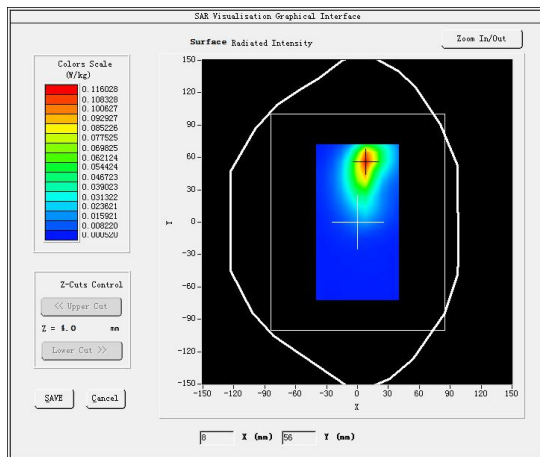 SAR Visualisation Graphical Interface
Surface Radiated Intensity
Zoom In/Out
Colors Scale
(W/kg)
0.116028
0.108328
0.100627
0.092927
0.085226
0.077525
0.069825
0.062124
0.054424
0.046723
0.039023
0.031322
0.023621
0.015921
0.008220
0.000520
Z-Cuts Control
<< Upper Cut
Z = 4.0 mm
Lower Cut >>
SAVE
Cancel
150
120
90
60
30
0
-30
-60
-90
-120
-150
Y
-150 -120 -90 -60 -30 0 30 60 90 120 150
X
8 X (mm) 56 Y (mm)